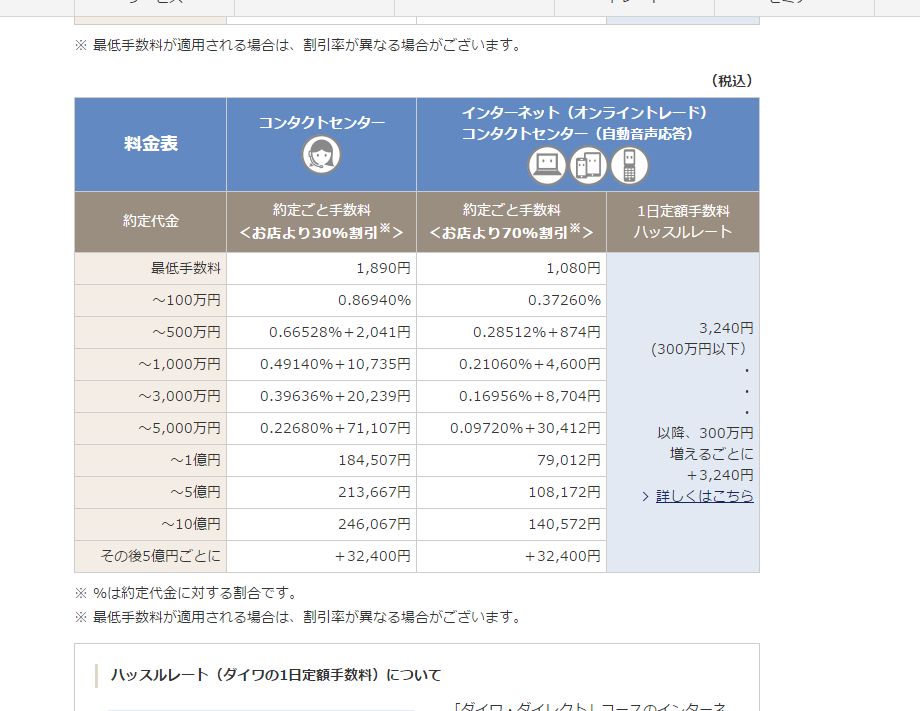 ※ 最低手数料が適用される場合は、割引率が異なる場合がございます。
（税込）
料金表
コンタクトセンター
インターネット（オンライントレード）
コンタクトセンター（自動音声応答）
約定代金
約定ごと手数料
＜お店より30%割引※＞
約定ごと手数料
＜お店より70%割引※＞
1日定額手数料
ハッスルレート
最低手数料 1,890円 1,080円
～100万円 0.86940% 0.37260%
～500万円 0.66528%+2,041円 0.28512%+874円
～1,000万円 0.49140%+10,735円 0.21060%+4,600円
～3,000万円 0.39636%+20,239円 0.16956%+8,704円
～5,000万円 0.22680%+71,107円 0.09720%+30,412円
～1億円 184,507円 79,012円
～5億円 213,667円 108,172円
～10億円 246,067円 140,572円
その後5億円ごとに +32,400円 +32,400円
3,240円
(300万円以下）
・
・
・
以降、300万円
増えるごとに
+3,240円
詳しくはこちら
※ %は約定代金に対する割合です。
※ 最低手数料が適用される場合は、割引率が異なる場合がございます。
ハッスルレート（ダイワの1日定額手数料）について
「ダイワ・ダイレクト」コースのインターネ